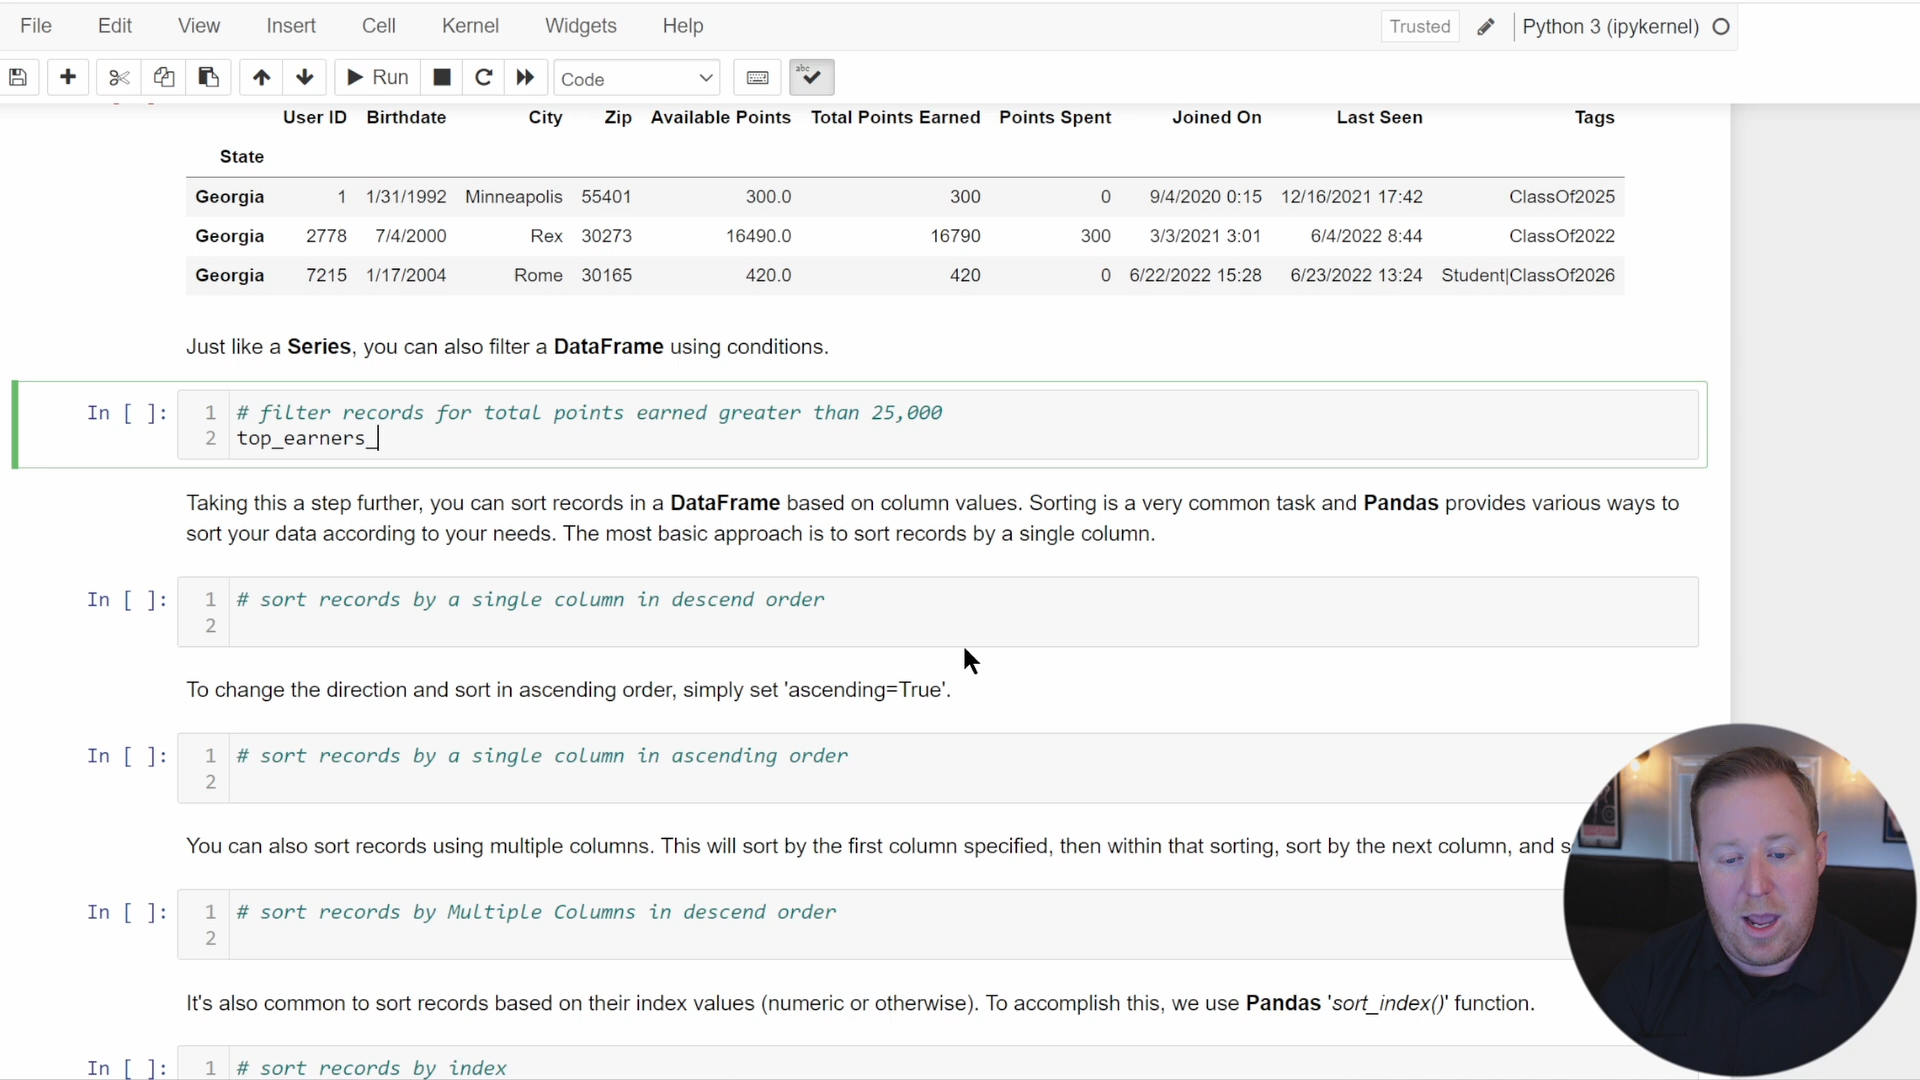 File Edit View Insert Cell Kernel Widgets Help Trusted Python 3 (ipykernel)
Run Code abc
User ID Birthdate City Zip Available Points Total Points Earned Points Spent Joined On Last Seen Tags
State
Georgia 1 1/31/1992 Minneapolis 55401 300.0 300 0 9/4/2020 0:15 12/16/2021 17:42 ClassOf2025
Georgia 2778 7/4/2000 Rex 30273 16490.0 16790 300 3/3/2021 3:01 6/4/2022 8:44 ClassOf2022
Georgia 7215 1/17/2004 Rome 30165 420.0 420 0 6/22/2022 15:28 6/23/2022 13:24 Student|ClassOf2026
Just like a Series, you can also filter a DataFrame using conditions.
In [ ]: 1 # filter records for total points earned greater than 25,000
2 top_earners_
Taking this a step further, you can sort records in a DataFrame based on column values. Sorting is a very common task and Pandas provides various ways to
sort your data according to your needs. The most basic approach is to sort records by a single column.
In [ ]: 1 # sort records by a single column in descend order
2
To change the direction and sort in ascending order, simply set 'ascending=True'.
In [ ]: 1 # sort records by a single column in ascending order
2
You can also sort records using multiple columns. This will sort by the first column specified, then within that sorting, sort by the next column, and s
In [ ]: 1 # sort records by Multiple Columns in descend order
2
It's also common to sort records based on their index values (numeric or otherwise). To accomplish this, we use Pandas 'sort_index()' function.
In [ ]: 1 # sort records by index